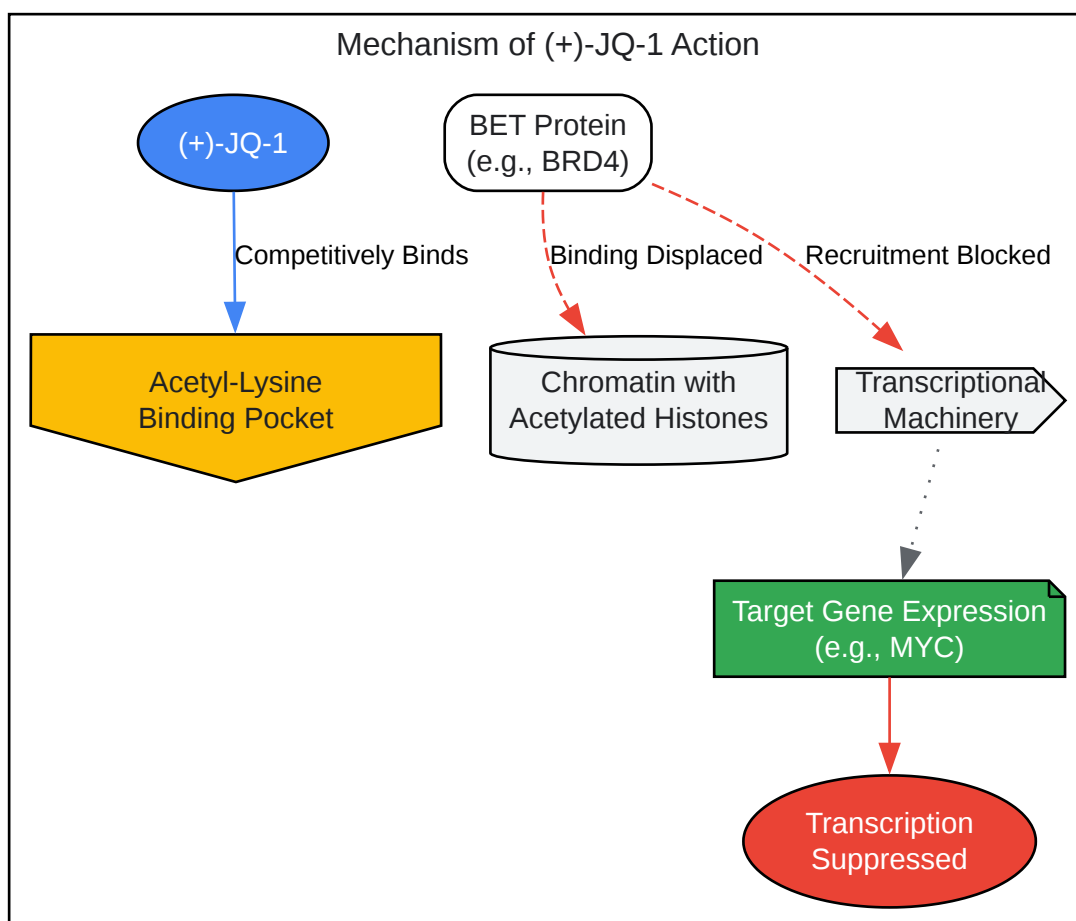 Mechanism of (+)-JQ-1 Action
(+)-JQ-1
BET Protein
(e.g., BRD4)
Competitively Binds
Binding Displaced
Recruitment Blocked
Acetyl-Lysine
Binding Pocket
Chromatin with
Acetylated Histones
Transcriptional
Machinery
Target Gene Expression
(e.g., MYC)
Transcription
Suppressed